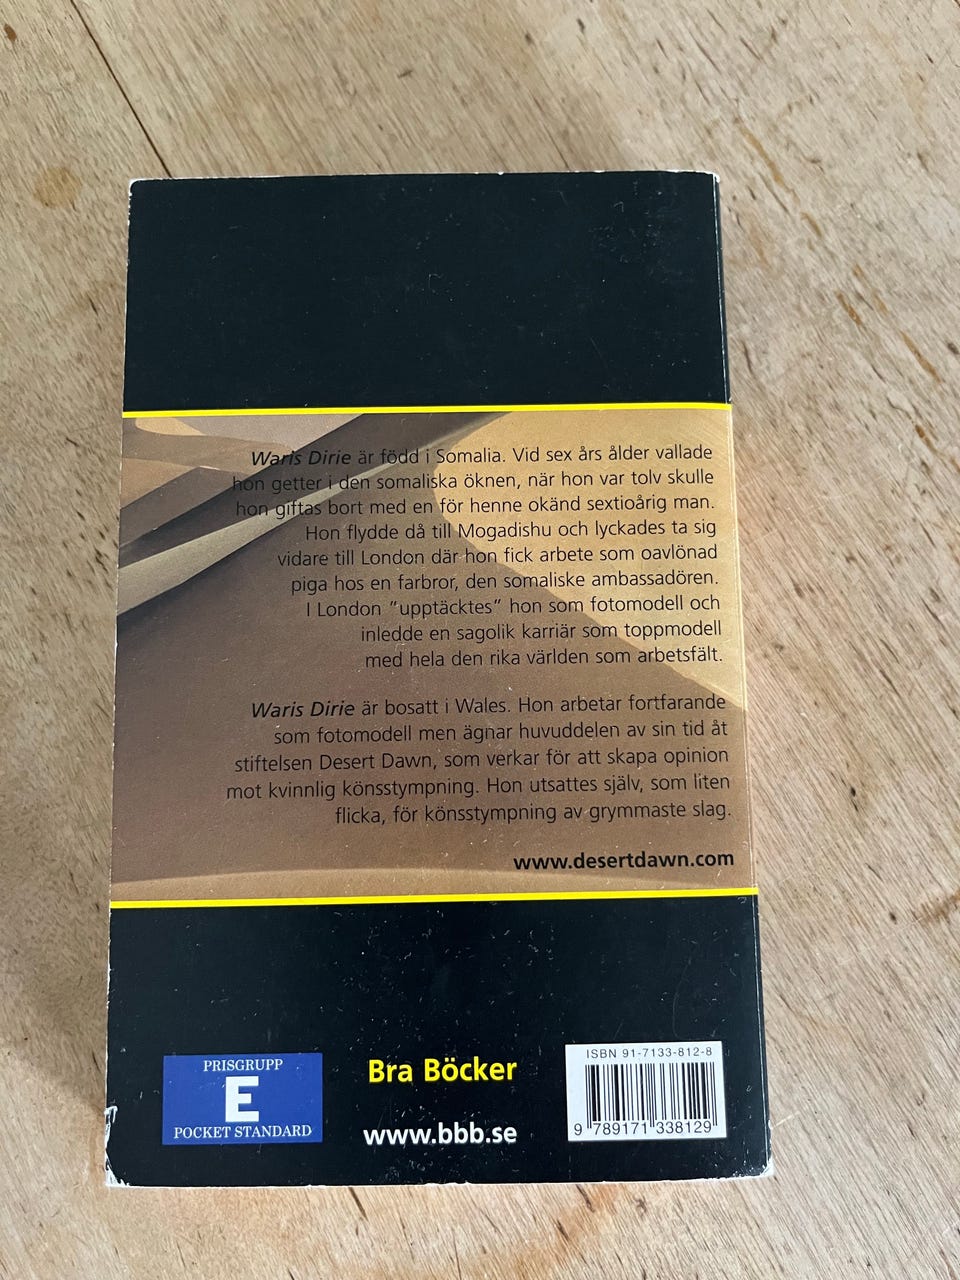 Waris Dirie är född i Somalia. Vid sex års ålder vallade
hon getter i den somaliska öknen, när hon var tolv skulle
hon giftas bort med en för henne okänd sextioårig man.
Hon flydde då till Mogadishu och lyckades ta sig
vidare till London där hon fick arbete som oavlönad
piga hos en farbror, den somaliske ambassadören.
I London "upptäcktes" hon som fotomodell och
inledde en sagolik karriär som toppmodell
med hela den rika världen som arbetsfält.
Waris Dirie är bosatt i Wales. Hon arbetar fortfarande
som fotomodell men ägnar huvuddelen av sin tid åt
stiftelsen Desert Dawn, som verkar för att skapa opinion
mot kvinnlig könsstympning. Hon utsattes själv, som liten
flicka, för könsstympning av grymmaste slag.
www.desertdawn.com
PRISGRUPP
E
POCKET STANDARD
Bra Böcker
www.bbb.se
ISBN 91-7133-812-8
9 789171 338129